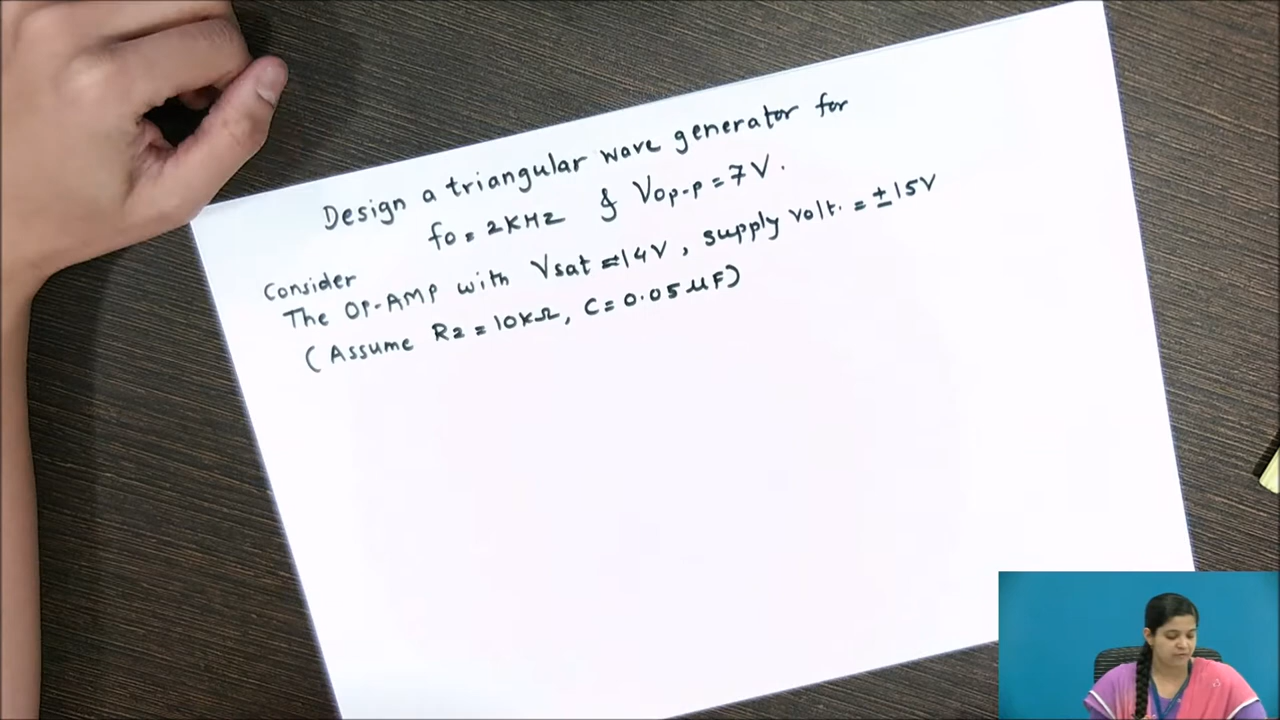 Design a triangular wave generator for
fo = 2KHz & Vop-p = 7V.
Consider
The OP-AMP with Vsat ≈ 14V, supply volt. = ±15V
(Assume R2 = 10kΩ, C = 0.05μF)